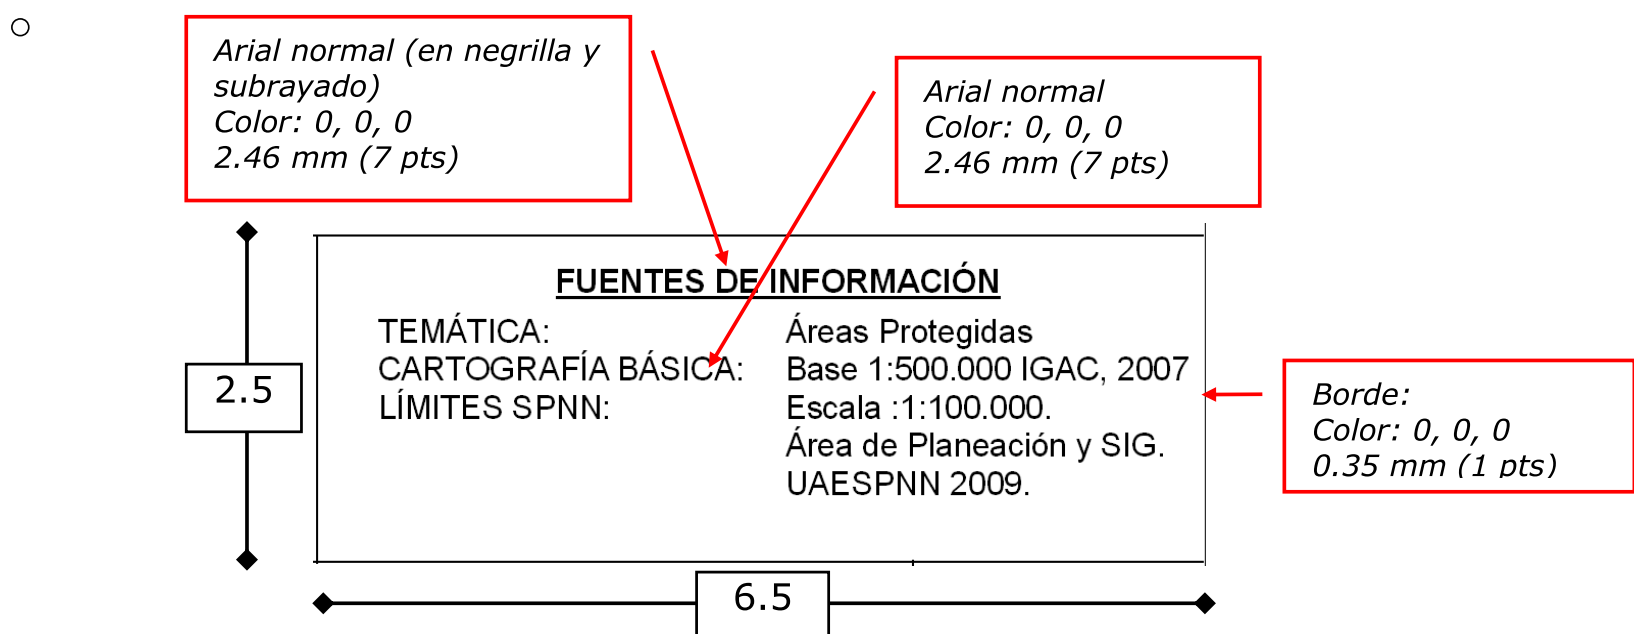 Arial normal (en negrilla y
subrayado)
Color: 0, 0, 0
2.46 mm (7 pts)
Arial normal
Color: 0, 0, 0
2.46 mm (7 pts)
FUENTES DE INFORMACIÓN
TEMÁTICA: Áreas Protegidas
CARTOGRAFÍA BÁSICA: Base 1:500.000 IGAC, 2007
LÍMITES SPNN: Escala :1:100.000.
Área de Planeación y SIG.
UAESPNN 2009.
2.5
Borde:
Color: 0, 0, 0
0.35 mm (1 pts)
6.5